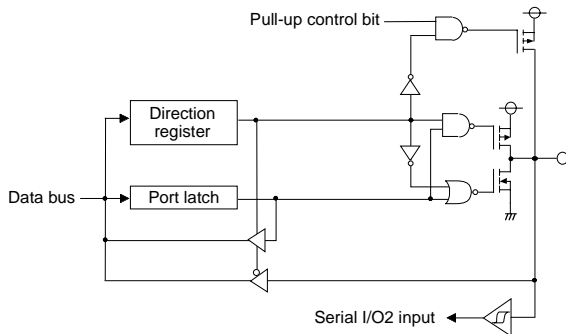 Pull-up control bit
Direction
register
Data bus
Port latch
Serial I/O2 input